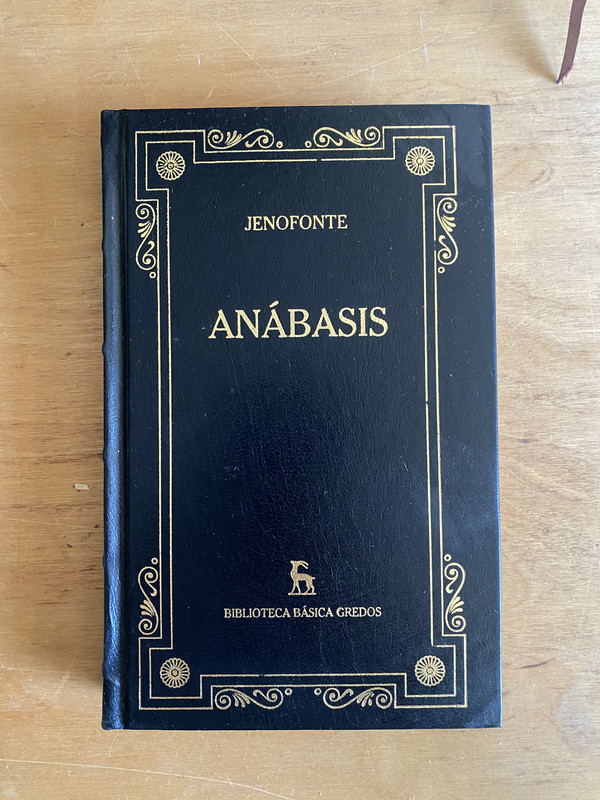 JENOFONTE
ANÁBASIS
BIBLIOTECA BÁSICA GREDOS